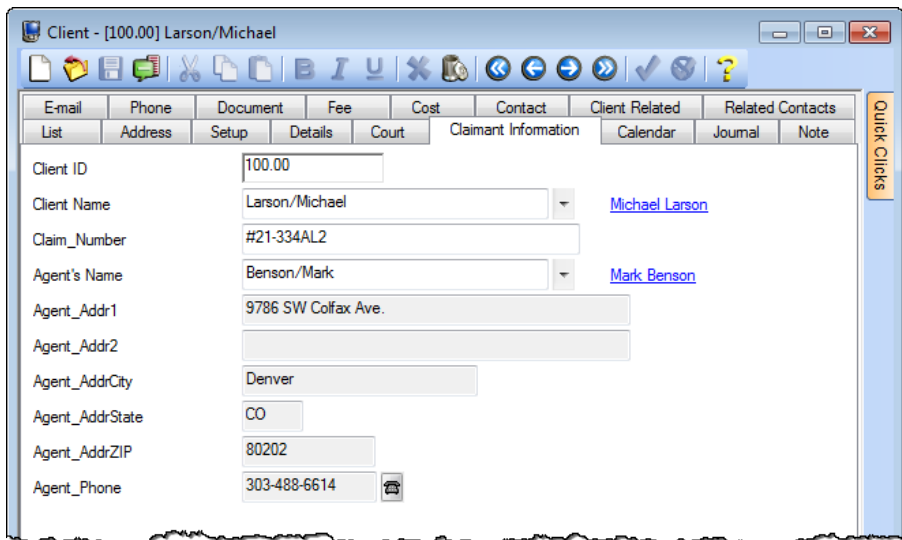 Client - [100.00] Larson/Michael
B I U
E-mail Phone Document Fee Cost Contact Client Related Related Contacts
List Address Setup Details Court Claimant Information Calendar Journal Note
Quick Clicks
Client ID 100.00
Client Name Larson/Michael Michael Larson
Claim_Number #21-334AL2
Agent's Name Benson/Mark Mark Benson
Agent_Addr1 9786 SW Colfax Ave.
Agent_Addr2
Agent_AddrCity Denver
Agent_AddrState CO
Agent_AddrZIP 80202
Agent_Phone 303-488-6614